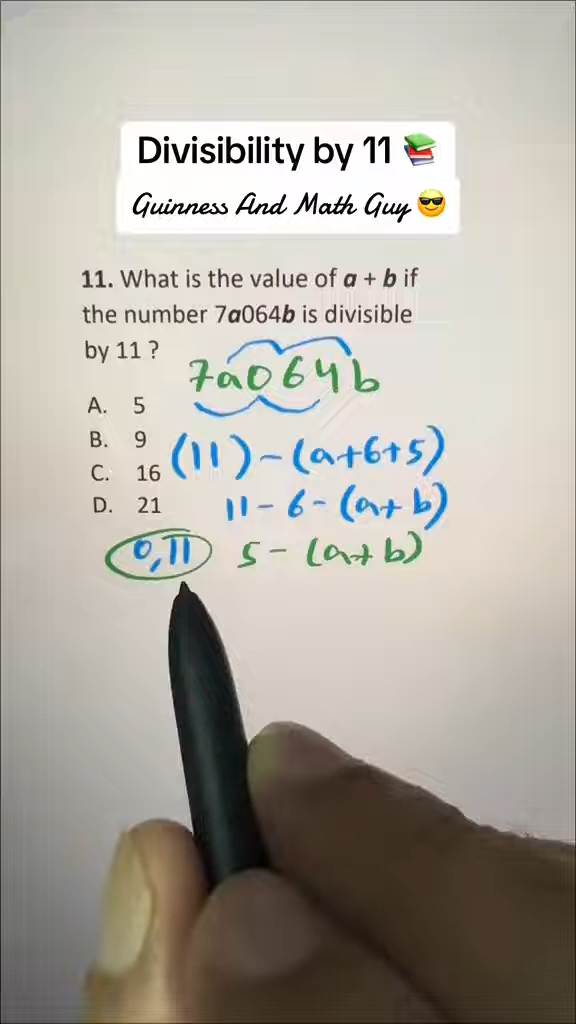 Divisibility by 11 📚
Guinness And Math Guy 😎
11. What is the value of a + b if
the number 7a064b is divisible
by 11 ?
7a064b
A. 5
B. 9
C. 16
D. 21
(11) - (a+6+5)
11 - 6 - (a+b)
0,11
5 - (a+b)